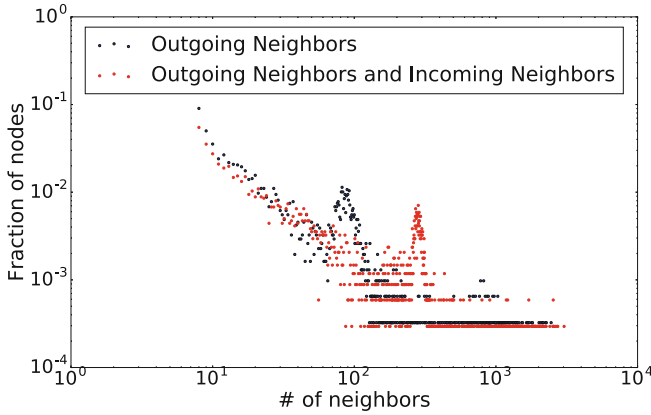 10^0
Outgoing Neighbors
Outgoing Neighbors and Incoming Neighbors
10^-1
10^-2
10^-3
10^-4
Fraction of nodes
10^0 10^1 10^2 10^3 10^4
# of neighbors